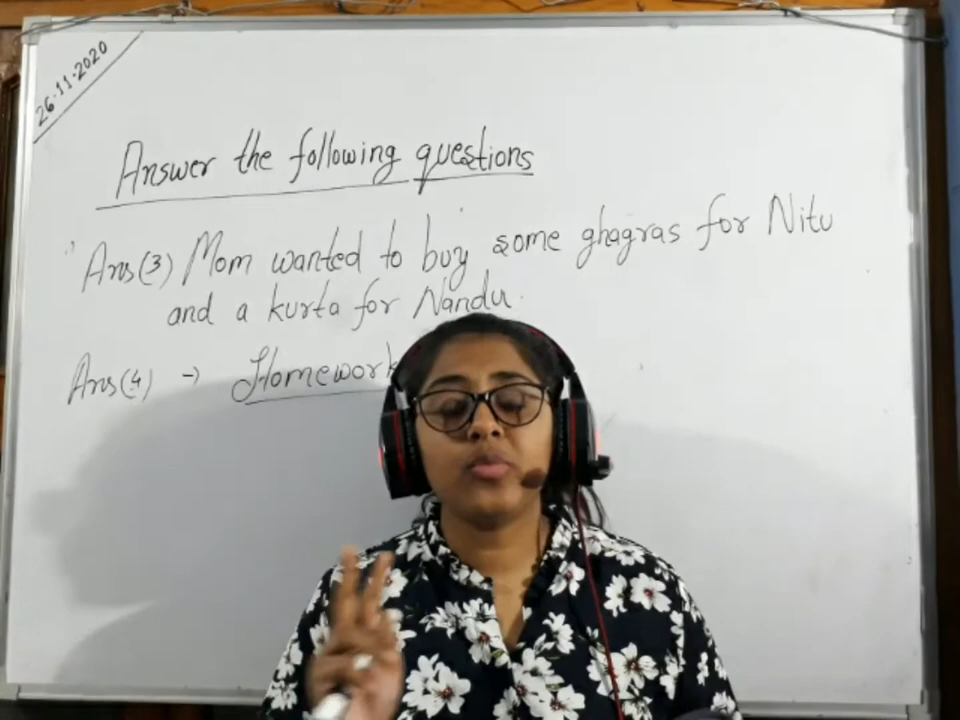 26.11.2020
Answer the following questions
Ans(3) Mom wanted to buy some ghagras for Nitu
and a kurta for Nandu.
Ans(4) → Homework